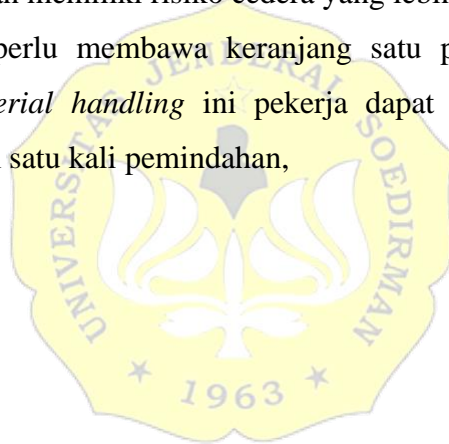 memiliki risiko cedera yang lebih
perlu membawa keranjang satu
handling ini pekerja dapat
satu kali pemindahan,
UNIVERSITAS JENDERAL SOEDIRMAN
* 1963 *